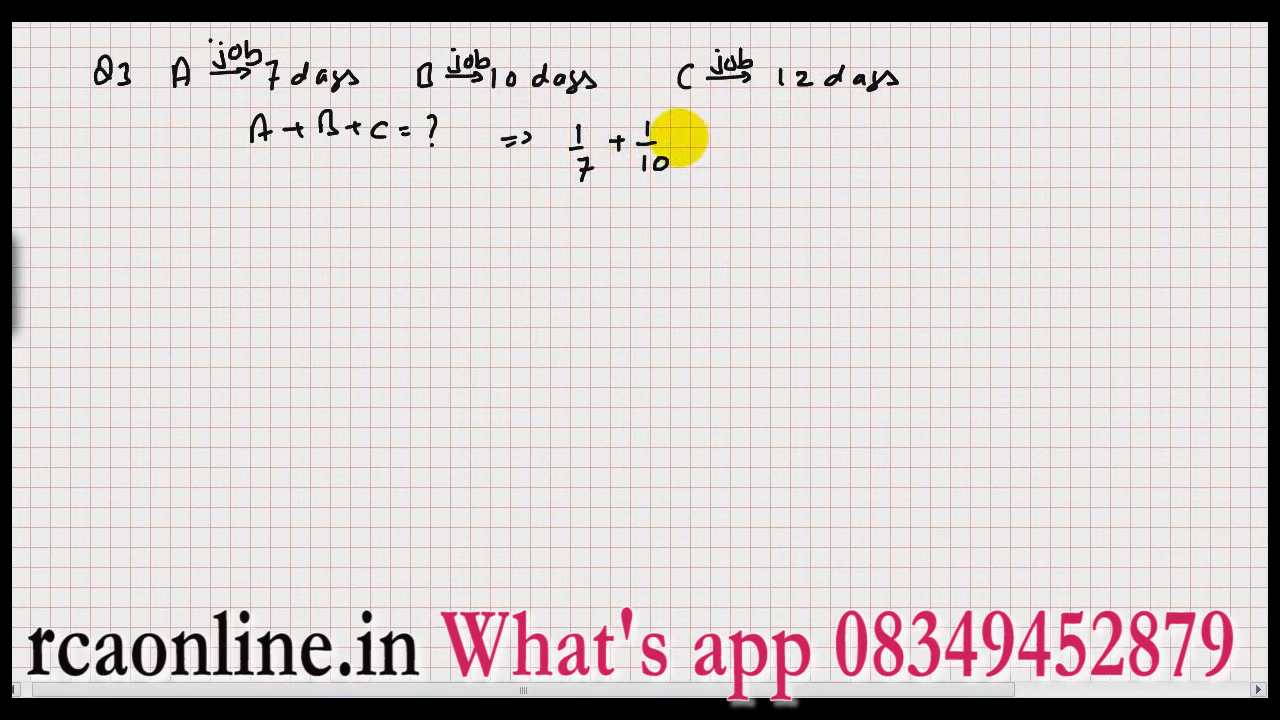 Q3 A job→ 7 days B job→ 10 days C job→ 12 days
A + B + C = ? => 1/7 + 1/10
rcaonline.in What's app 08349452879